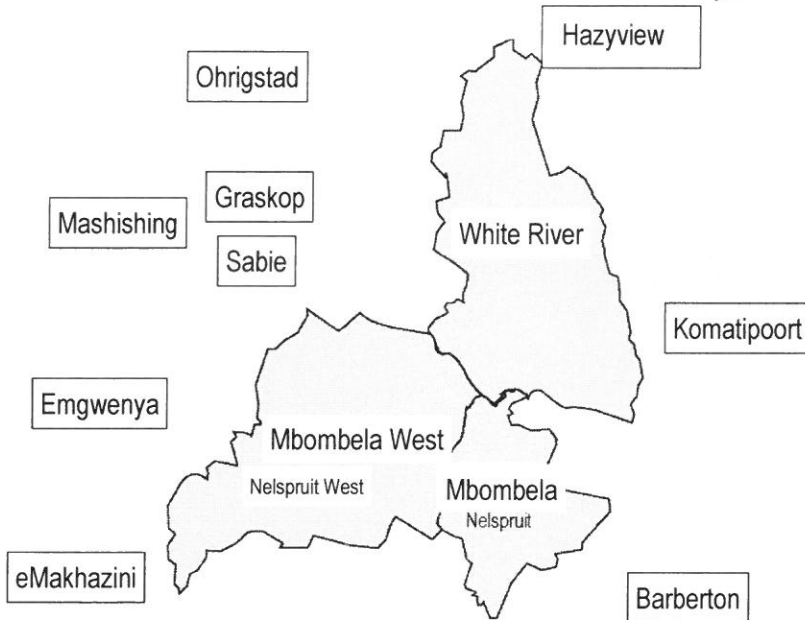 Hazyview
Ohrigstad
Graskop
Mashishing
White River
Sabie
Komatipoort
Emgwenya
Mbombela West
Nelspruit West
Mbombela
Nelspruit
eMakhazini
Barberton